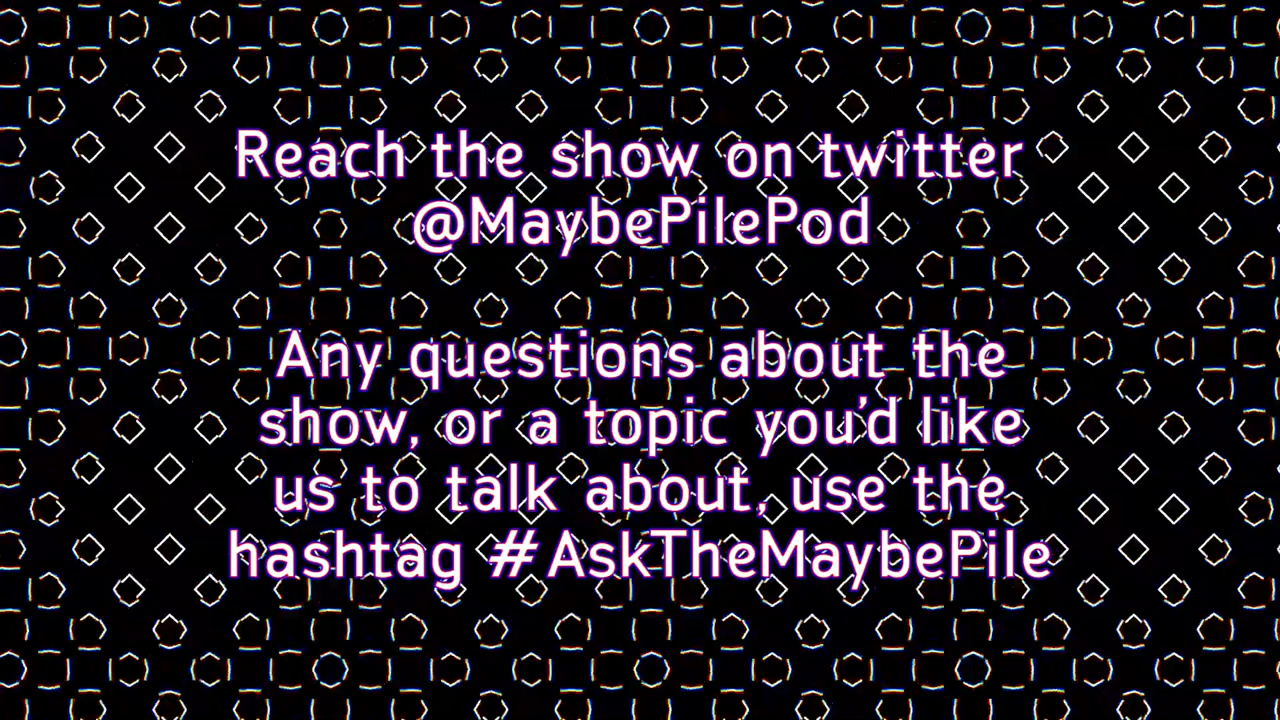 Reach the show on twitter
@MaybePilePod
Any questions about the
show, or a topic you'd like
us to talk about, use the
hashtag #AskTheMaybePile